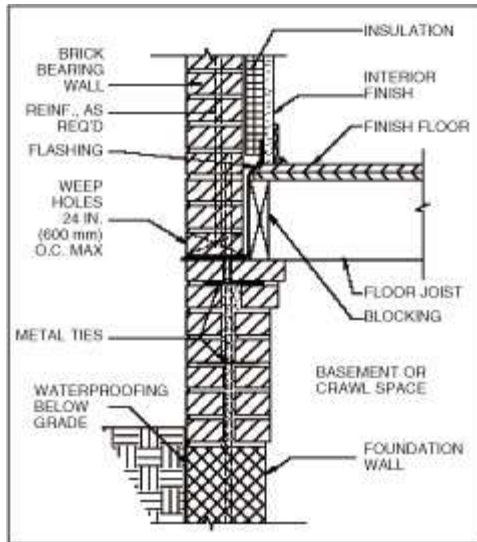 BRICK
BEARING
WALL
REINF., AS
REQ'D
FLASHING
WEEP
HOLES
24 IN.
(600 mm)
O.C. MAX
METAL TIES
WATERPROOFING
BELOW
GRADE
INSULATION
INTERIOR
FINISH
FINISH FLOOR
FLOOR JOIST
BLOCKING
BASEMENT OR
CRAWL SPACE
FOUNDATION
WALL